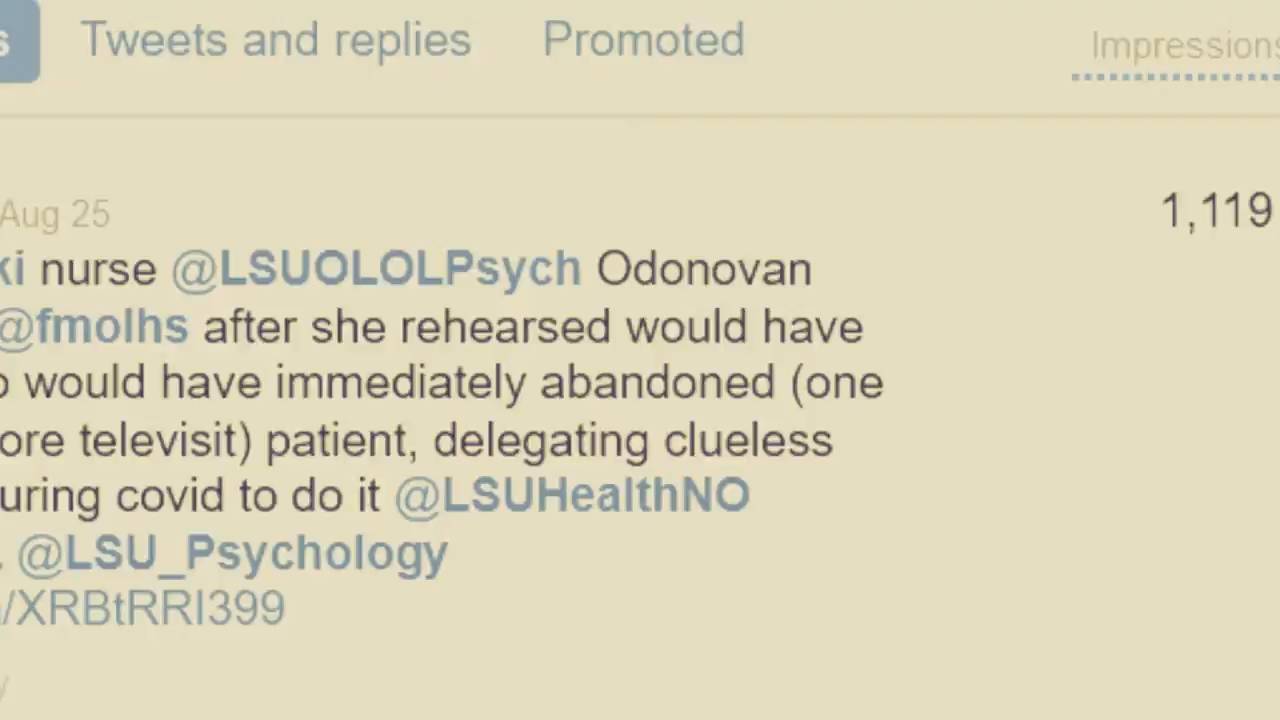 s Tweets and replies Promoted Impressions
Aug 25 1,119
ki nurse @LSUOLOLPsych Odonovan
@fmolhs after she rehearsed would have
o would have immediately abandoned (one
ore televisit) patient, delegating clueless
uring covid to do it @LSUHealthNO
. @LSU_Psychology
/XRBtRRI399